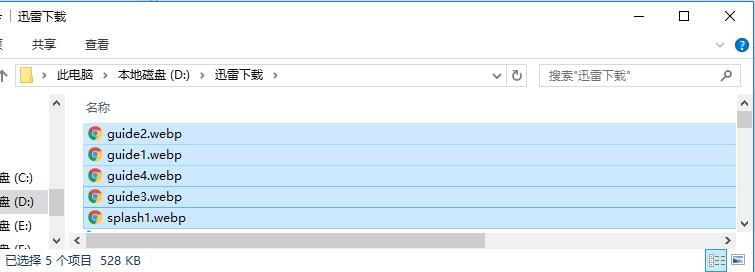 迅雷下载
共享 查看
此电脑 本地磁盘 (D:) 迅雷下载
搜索"迅雷下载"
名称
guide2.webp
guide1.webp
盘 (C:)
guide4.webp
盘 (D:)
guide3.webp
盘 (E:)
splash1.webp
已选择 5 个项目 528 KB